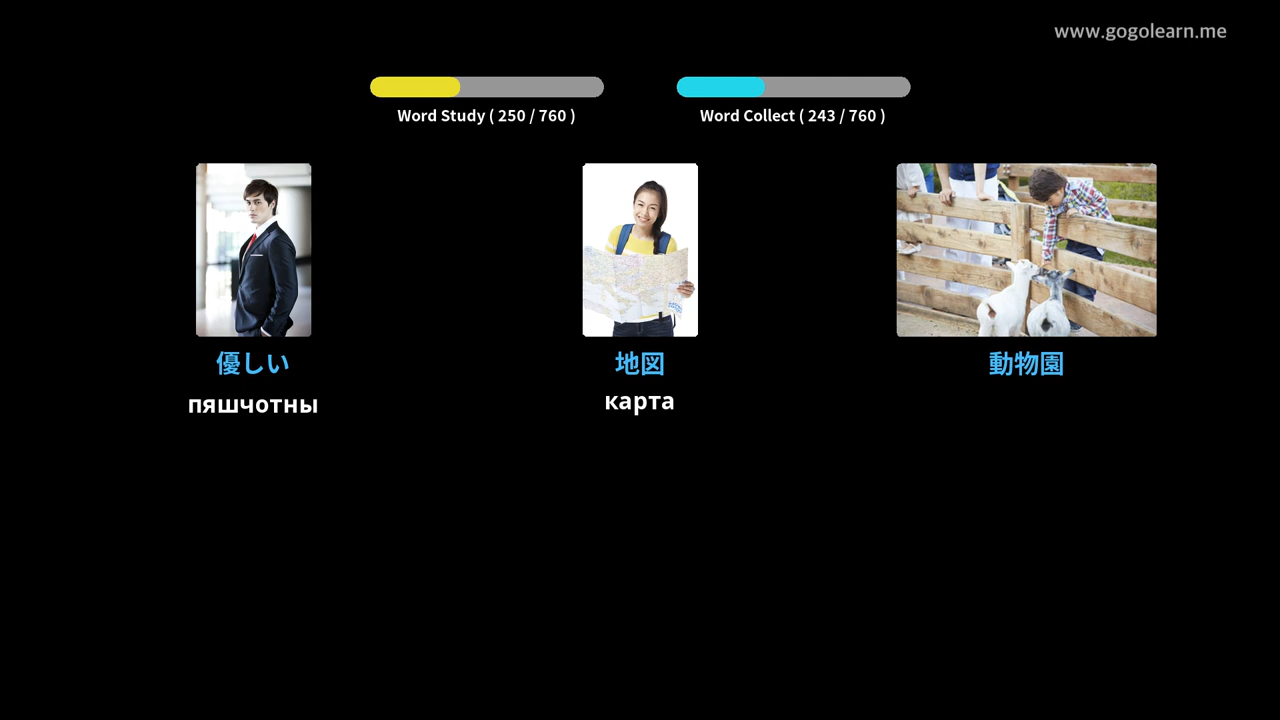 www.gogolearn.me
Word Study ( 250 / 760 )
Word Collect ( 243 / 760 )
優しい
地図
動物園
пяшчотны
карта